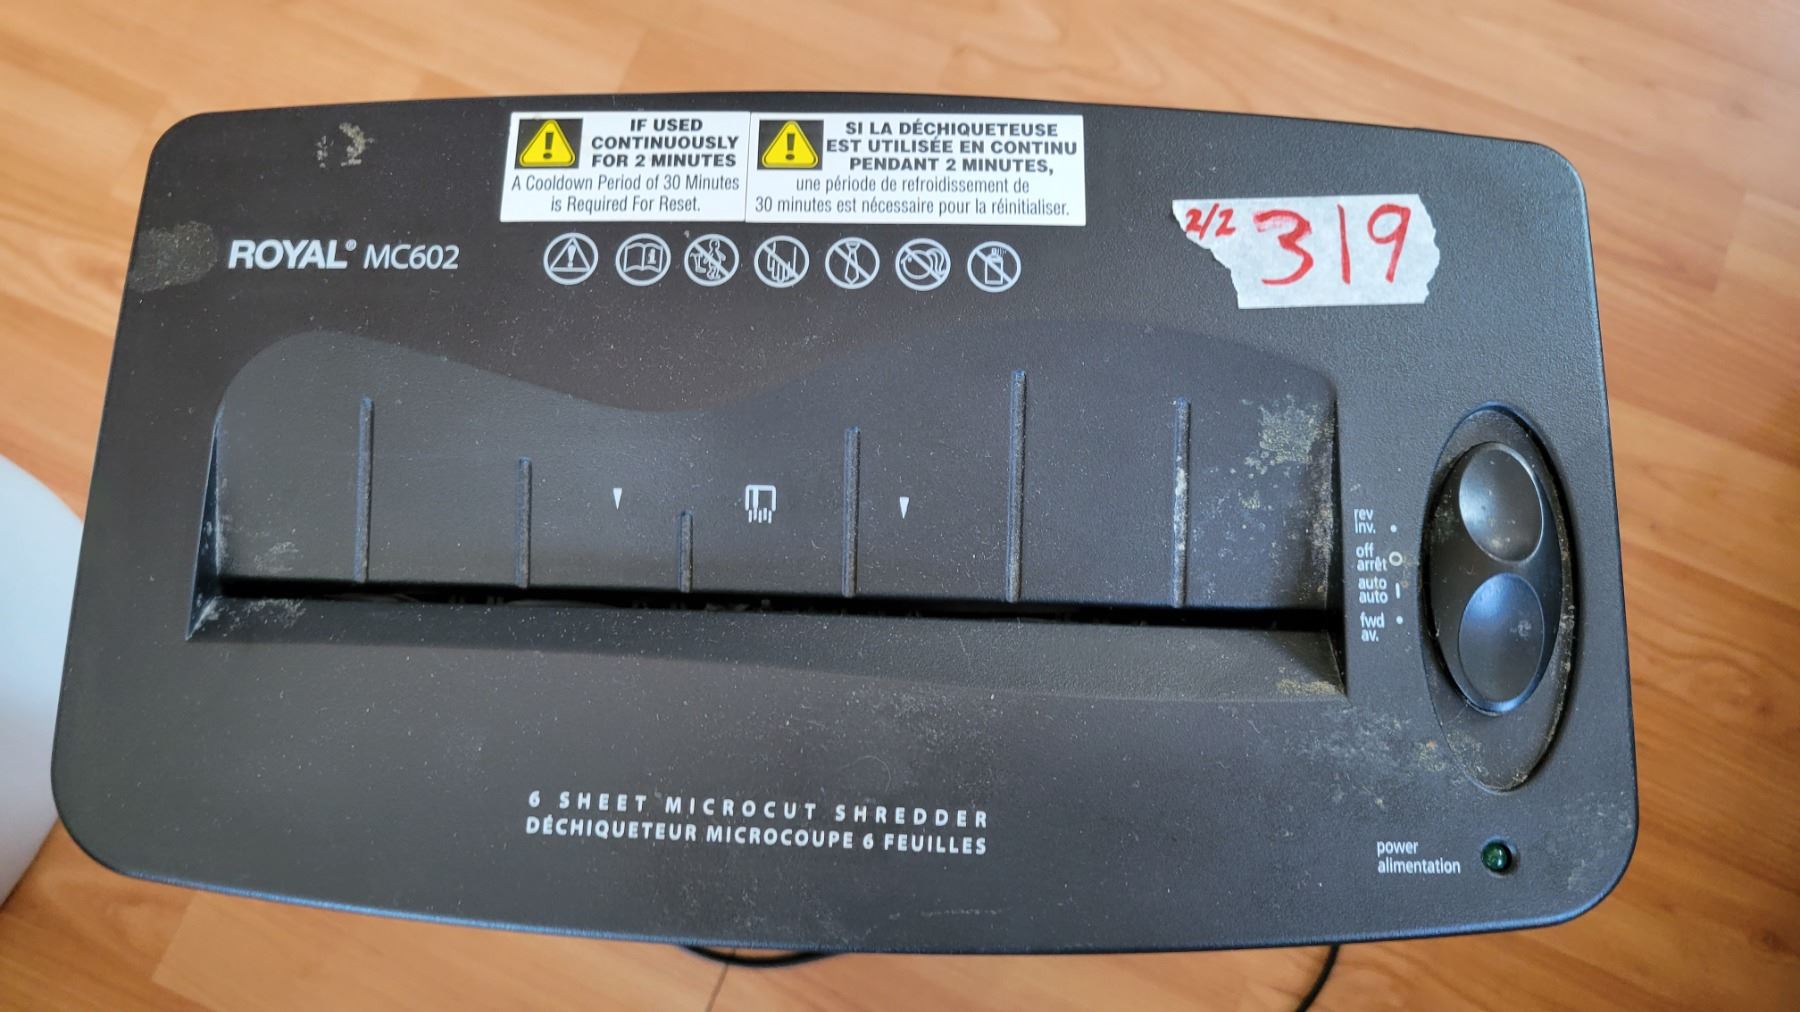 IF USED
CONTINUOUSLY
FOR 2 MINUTES
A Cooldown Period of 30 Minutes
is Required For Reset.
SI LA DÉCHIQUETEUSE
EST UTILISÉE EN CONTINU
PENDANT 2 MINUTES,
une période de refroidissement de
30 minutes est nécessaire pour la réinitialiser.
2/2 319
ROYAL® MC602
rev
inv.
off
arrêt O
auto
auto I
fwd
av.
6 SHEET MICROCUT SHREDDER
DÉCHIQUETEUR MICROCOUPE 6 FEUILLES
power
alimentation